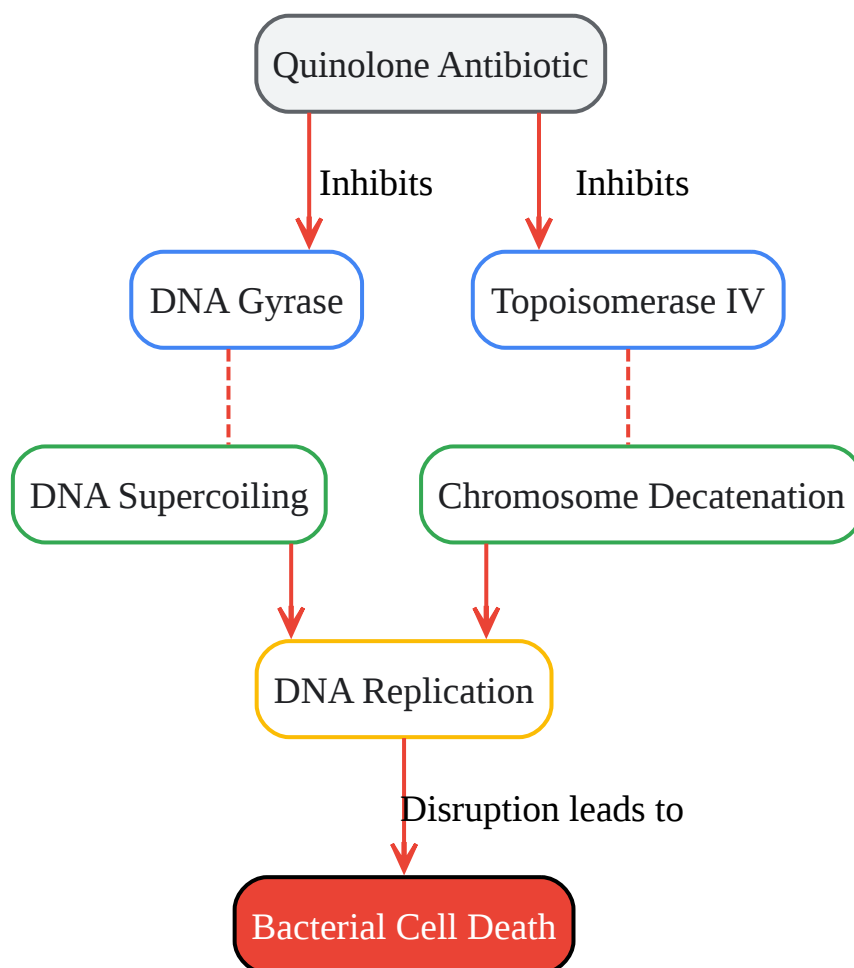 Quinolone Antibiotic
Inhibits
Inhibits
DNA Gyrase
Topoisomerase IV
DNA Supercoiling
Chromosome Decatenation
DNA Replication
Disruption leads to
Bacterial Cell Death